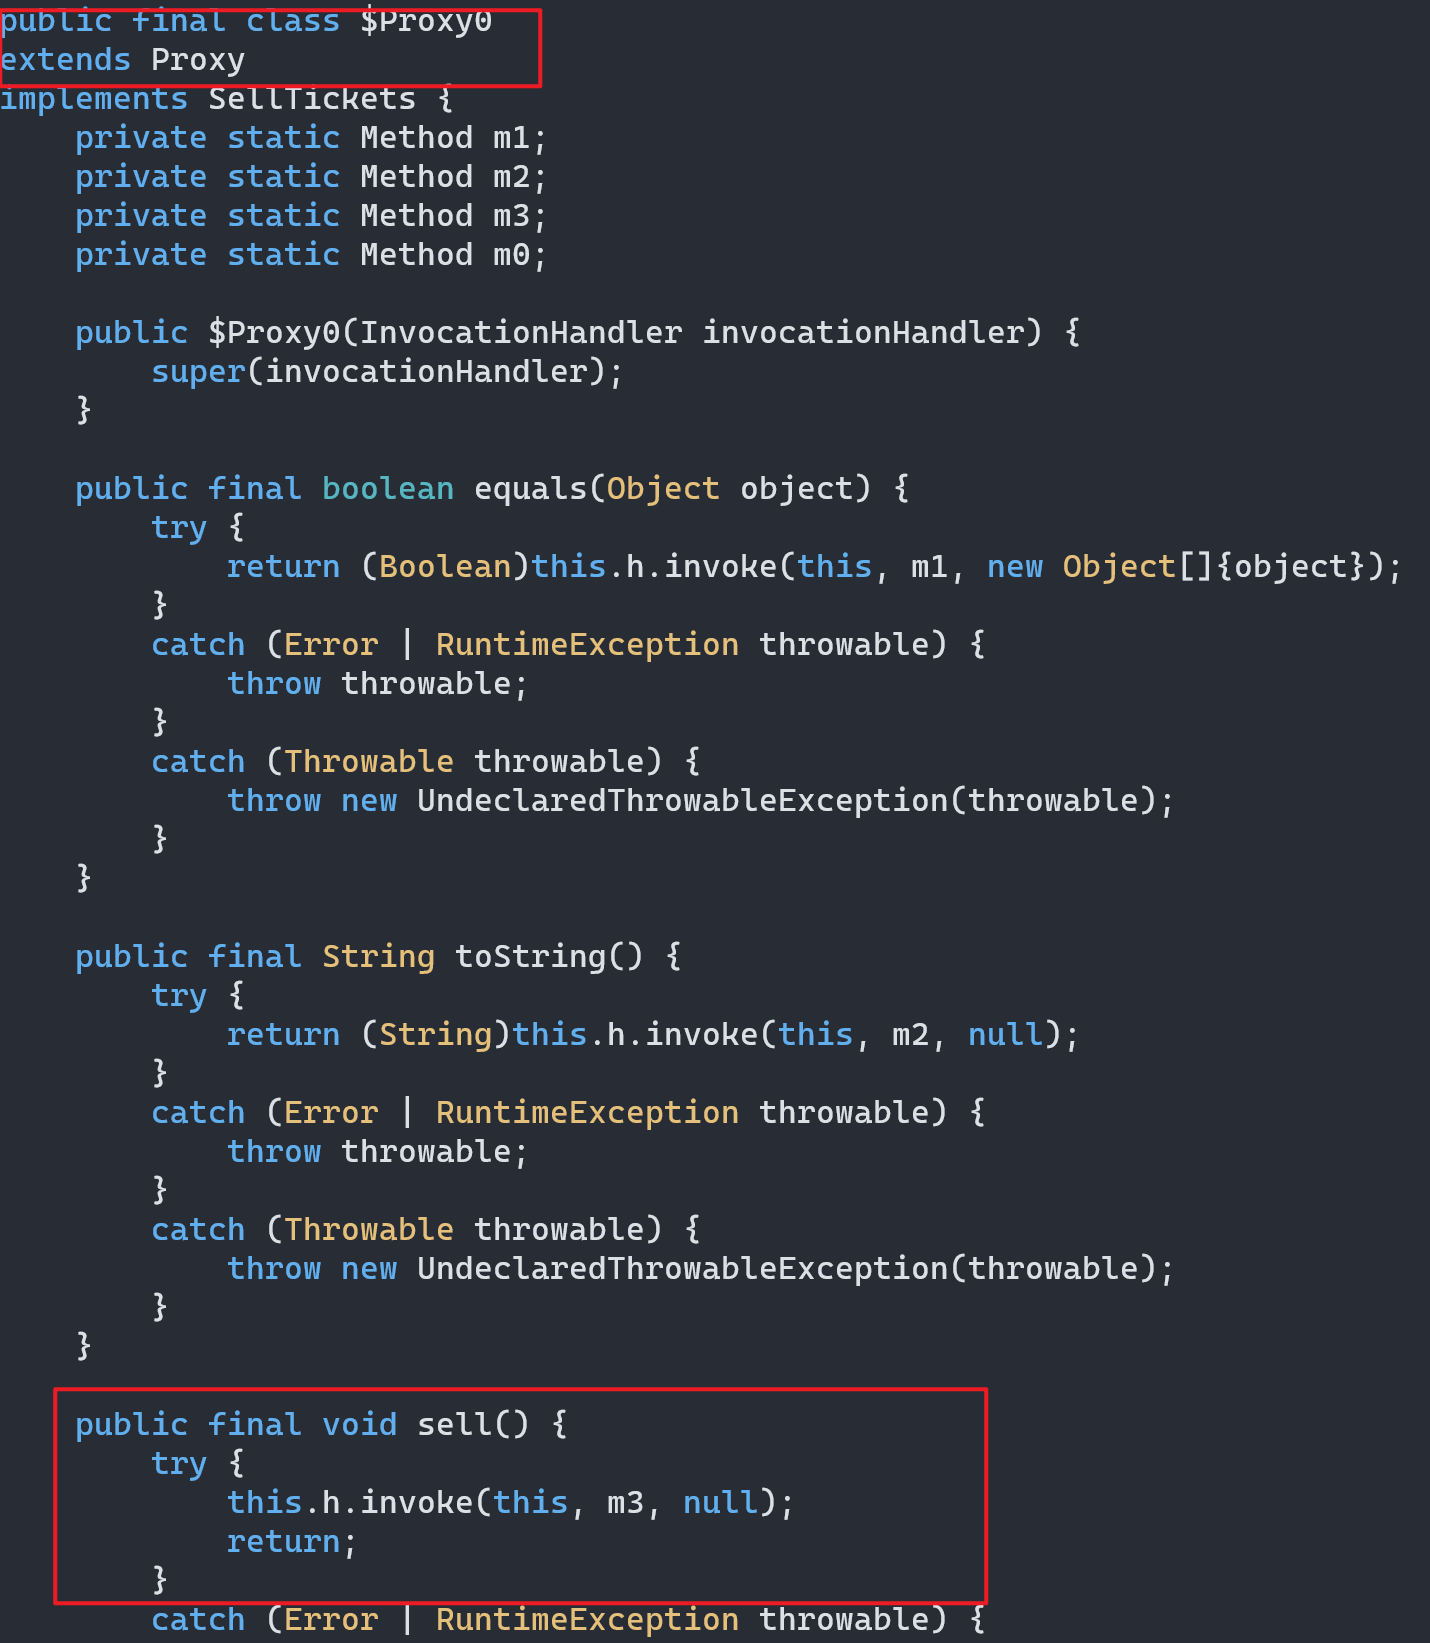 public final class $Proxy0
extends Proxy
implements SellTickets {
    private static Method m1;
    private static Method m2;
    private static Method m3;
    private static Method m0;

    public $Proxy0(InvocationHandler invocationHandler) {
        super(invocationHandler);
    }

    public final boolean equals(Object object) {
        try {
            return (Boolean)this.h.invoke(this, m1, new Object[]{object});
        }
        catch (Error | RuntimeException throwable) {
            throw throwable;
        }
        catch (Throwable throwable) {
            throw new UndeclaredThrowableException(throwable);
        }
    }

    public final String toString() {
        try {
            return (String)this.h.invoke(this, m2, null);
        }
        catch (Error | RuntimeException throwable) {
            throw throwable;
        }
        catch (Throwable throwable) {
            throw new UndeclaredThrowableException(throwable);
        }
    }

    public final void sell() {
        try {
            this.h.invoke(this, m3, null);
            return;
        }
        catch (Error | RuntimeException throwable) {